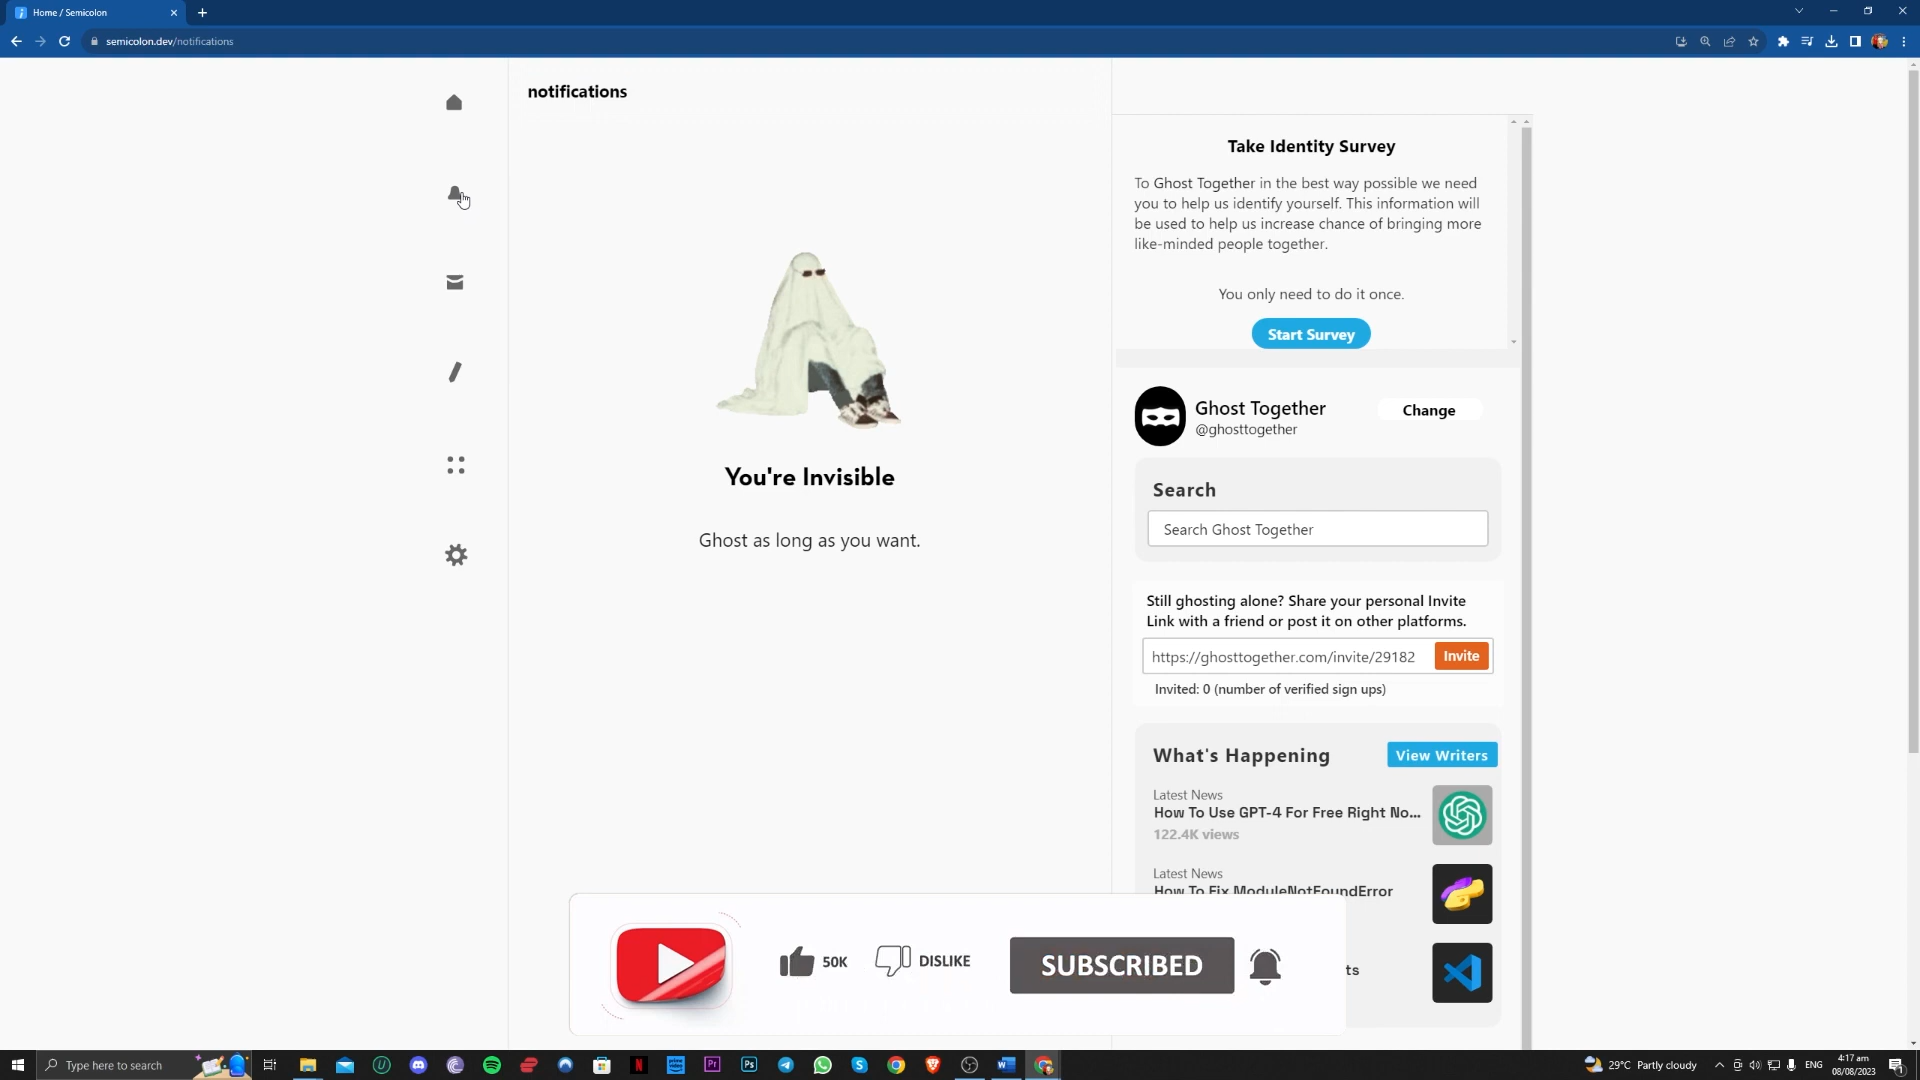 Home / Semicolon
semicolon.dev/notifications
notifications
You're Invisible
Ghost as long as you want.
Take Identity Survey
To Ghost Together in the best way possible we need
you to help us identify yourself. This information will
be used to help us increase chance of bringing more
like-minded people together.
You only need to do it once.
Start Survey
Ghost Together
@ghosttogether
Change
Search
Search Ghost Together
Still ghosting alone? Share your personal Invite
Link with a friend or post it on other platforms.
https://ghosttogether.com/invite/29182
Invite
Invited: 0 (number of verified sign ups)
What's Happening
View Writers
Latest News
How To Use GPT-4 For Free Right No...
122.4K views
Latest News
How To Fix ModuleNotFoundError
ts
50K
DISLIKE
SUBSCRIBED
Type here to search
Pr
Ps
29°C Partly cloudy
ENG
4:17 am
08/08/2023